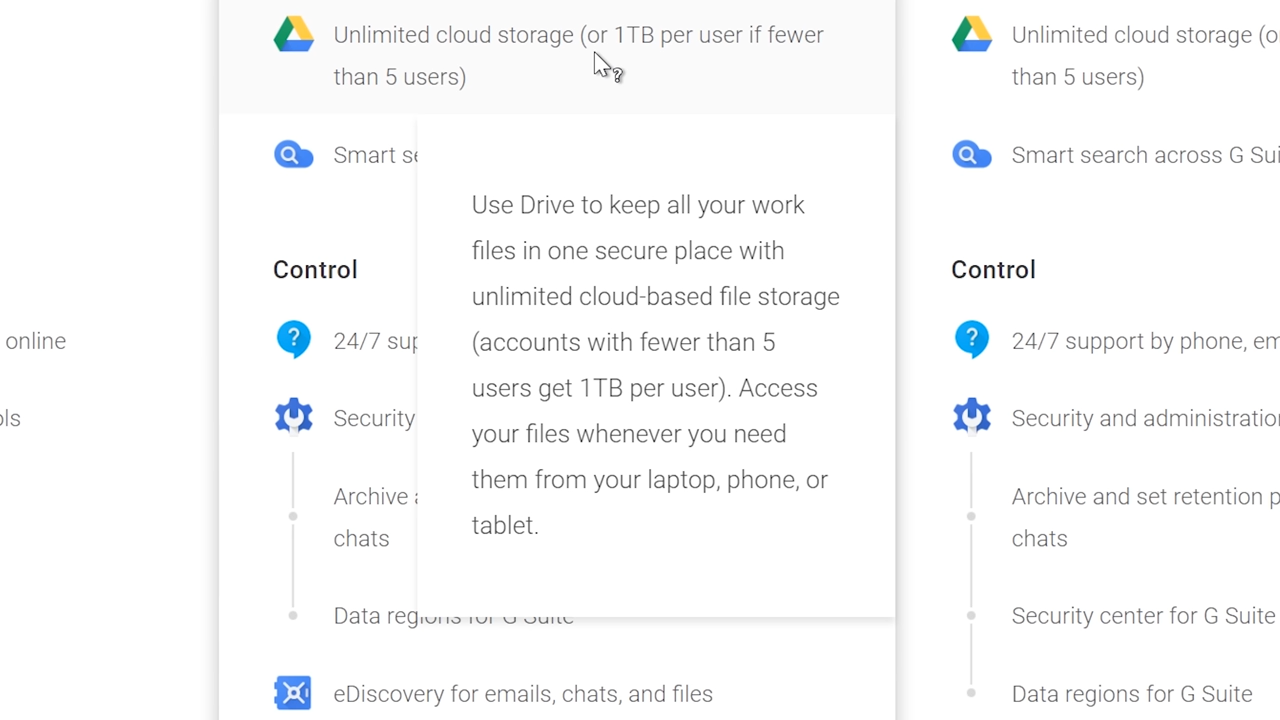 Unlimited cloud storage (or 1TB per user if fewer
than 5 users)
Smart se
Use Drive to keep all your work
files in one secure place with
unlimited cloud-based file storage
(accounts with fewer than 5
users get 1TB per user). Access
your files whenever you need
them from your laptop, phone, or
tablet.
Control
24/7 sup
Security
Archive a
chats
Data regions for G Suite
eDiscovery for emails, chats, and files
online
ols
Unlimited cloud storage (o
than 5 users)
Smart search across G Sui
Control
24/7 support by phone, em
Security and administration
Archive and set retention p
chats
Security center for G Suite
Data regions for G Suite